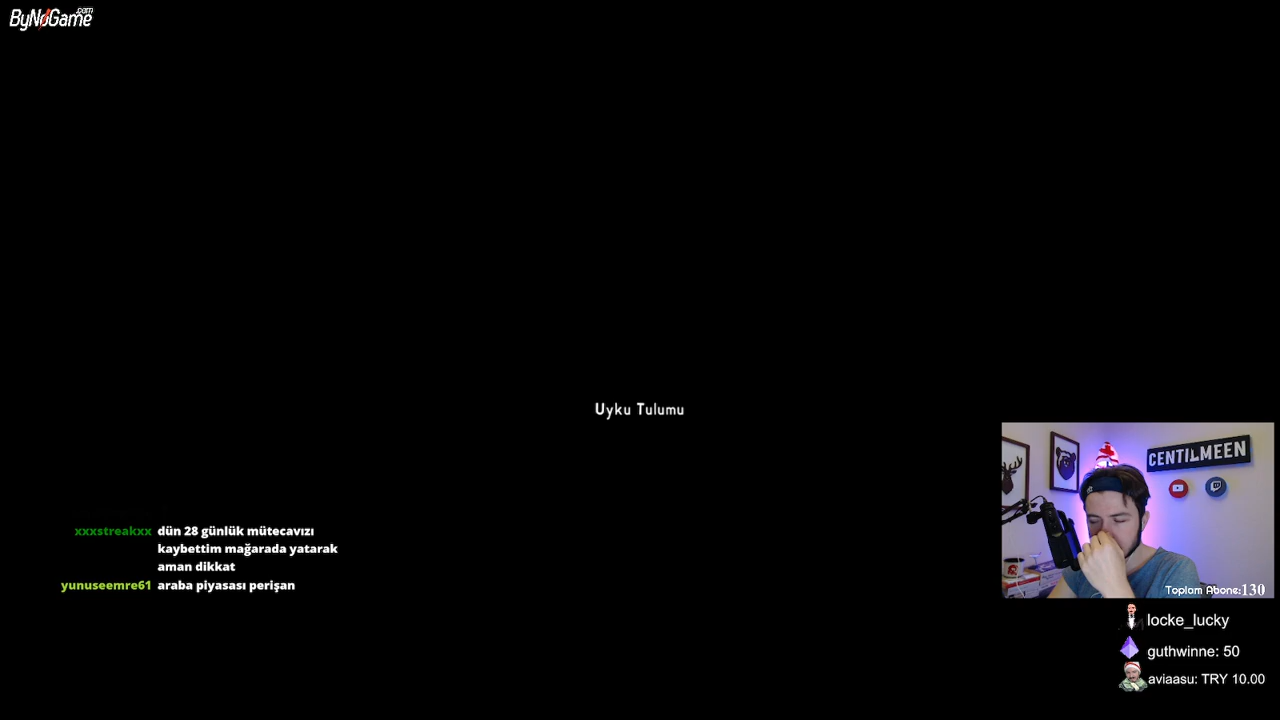 ByNoGame.com
Uyku Tulumu
CENTILMEEN
xxxstreakxx dün 28 günlük mütecavızı
kaybettim mağarada yatarak
aman dikkat
yunuseemre61 araba piyasası perişan
Toplam Abone:130
locke_lucky
guthwinne: 50
aviaasu: TRY 10.00